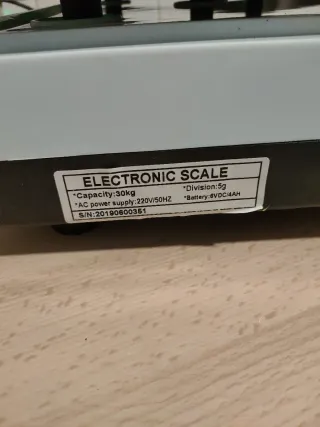 ELECTRONIC SCALE
*Capacity:30kg *Division:5g
*AC power supply:220V/50HZ *Battery:6VDC/4AH
S/N:20190600351